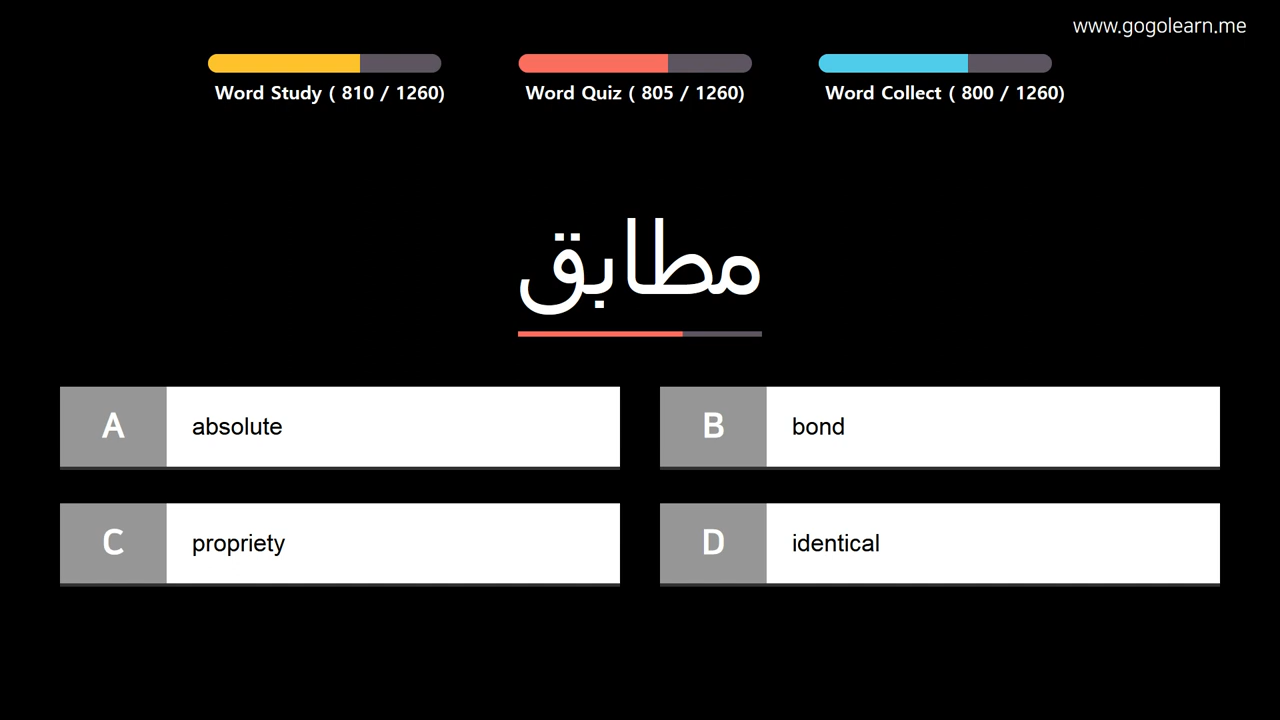 www.gogolearn.me
Word Study ( 810 / 1260)
Word Quiz ( 805 / 1260)
Word Collect ( 800 / 1260)
مطابق
A absolute
B bond
C propriety
D identical